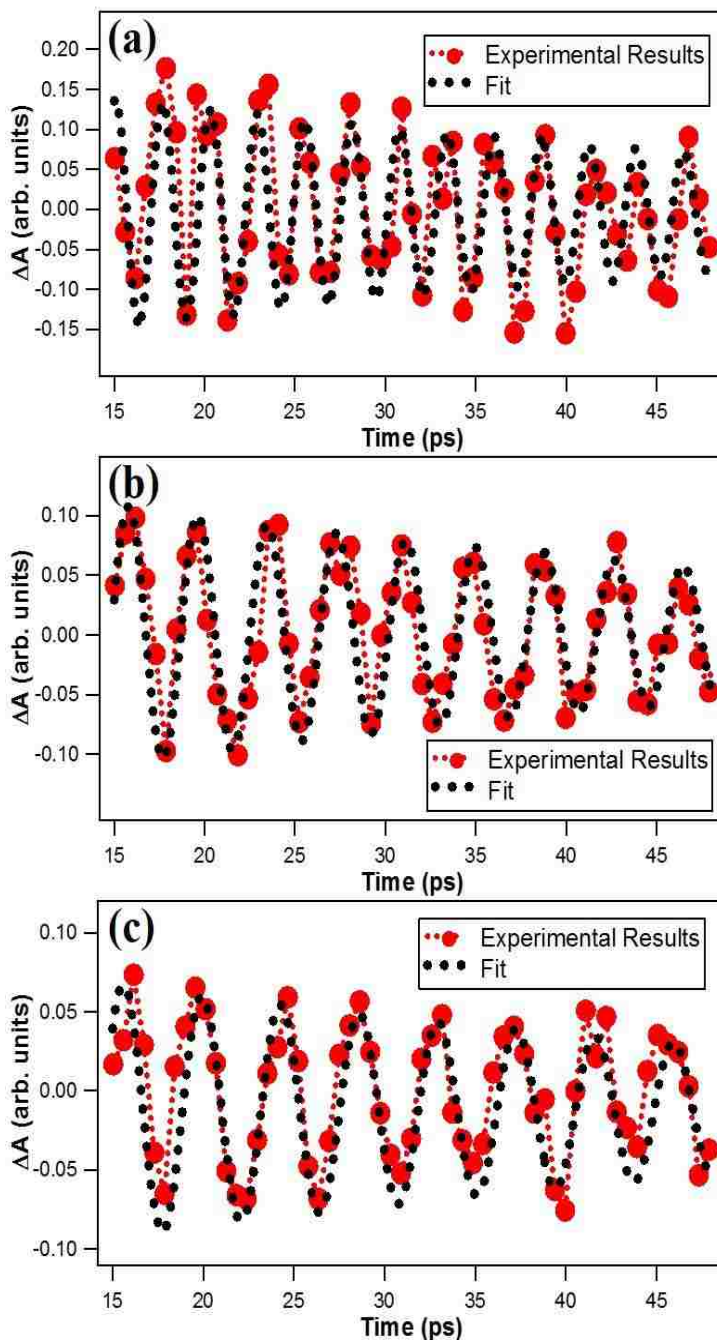 (a)
Experimental Results
Fit
0.20
0.15
0.10
0.05
0.00
-0.05
-0.10
-0.15
ΔA (arb. units)
15 20 25 30 35 40 45
Time (ps)
(b)
0.10
0.05
0.00
-0.05
-0.10
ΔA (arb. units)
Experimental Results
Fit
15 20 25 30 35 40 45
Time (ps)
(c)
Experimental Results
Fit
0.10
0.05
0.00
-0.05
-0.10
ΔA (arb. units)
15 20 25 30 35 40 45
Time (ps)